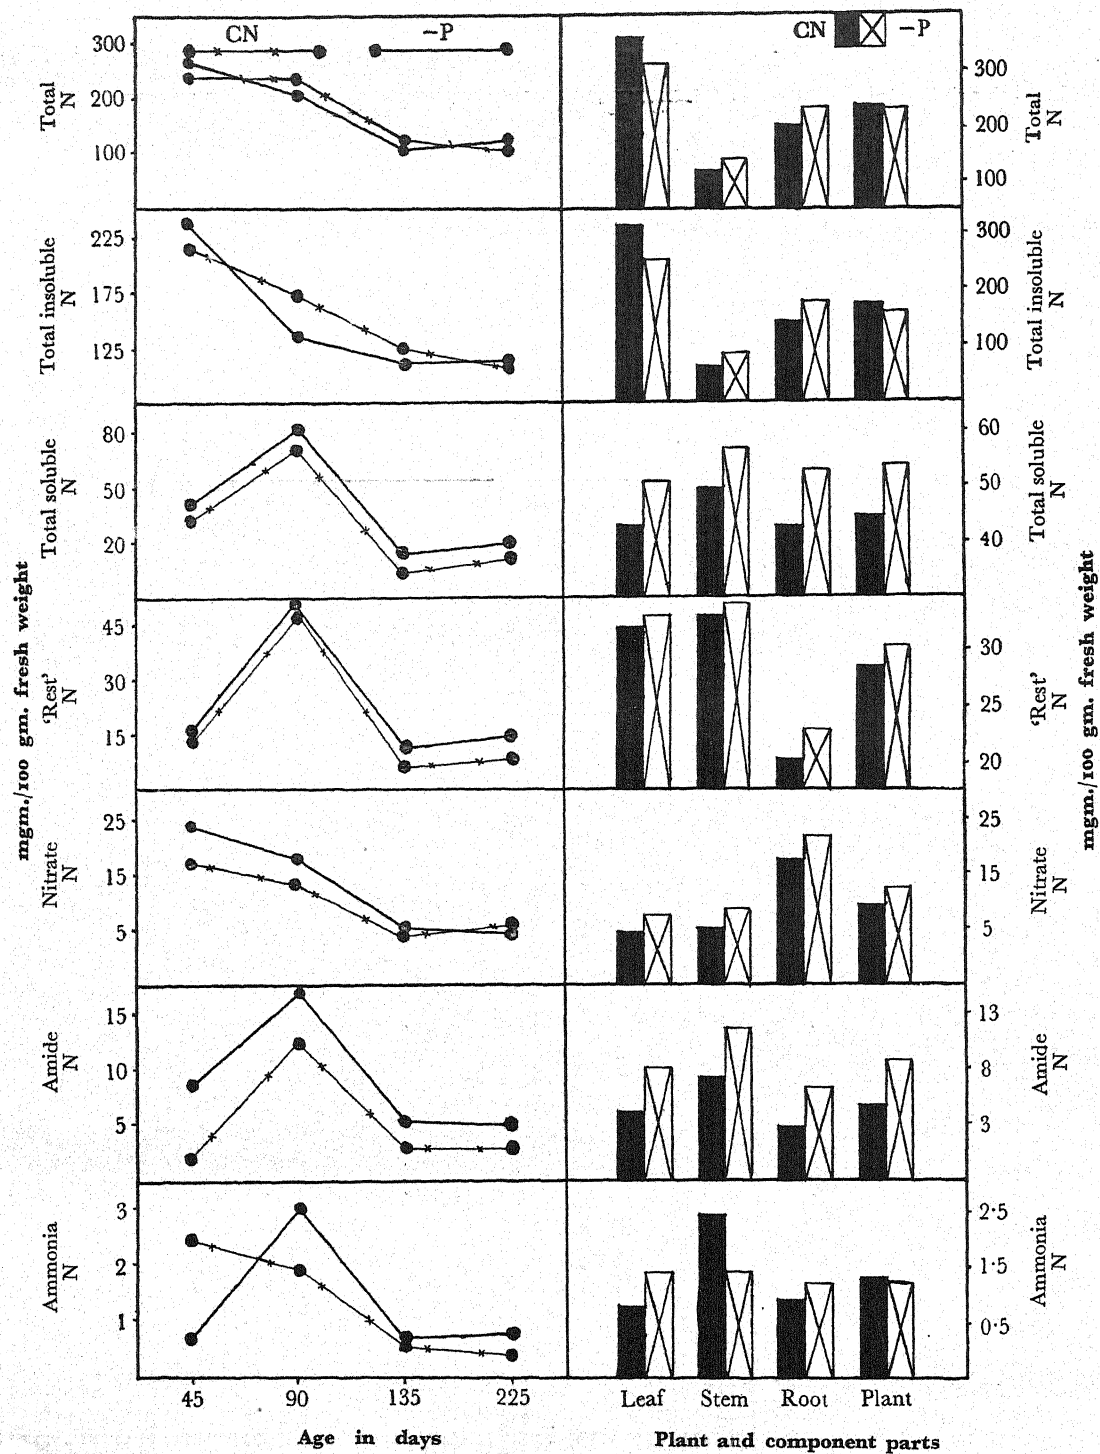 CN –P
CN –P
Total
N
300
200
100
300
200
100
Total
N
Total insoluble
N
225
175
125
300
200
100
Total insoluble
N
Total soluble
N
80
50
20
60
50
40
Total soluble
N
‘Rest’
N
45
30
15
30
25
20
‘Rest’
N
Nitrate
N
25
15
5
25
15
5
Nitrate
N
Amide
N
15
10
5
13
8
3
Amide
N
Ammonia
N
3
2
1
2·5
1·5
0·5
Ammonia
N
mgm./100 gm. fresh weight
mgm./100 gm. fresh weight
45 90 135 225
Leaf Stem Root Plant
Age in days
Plant and component parts